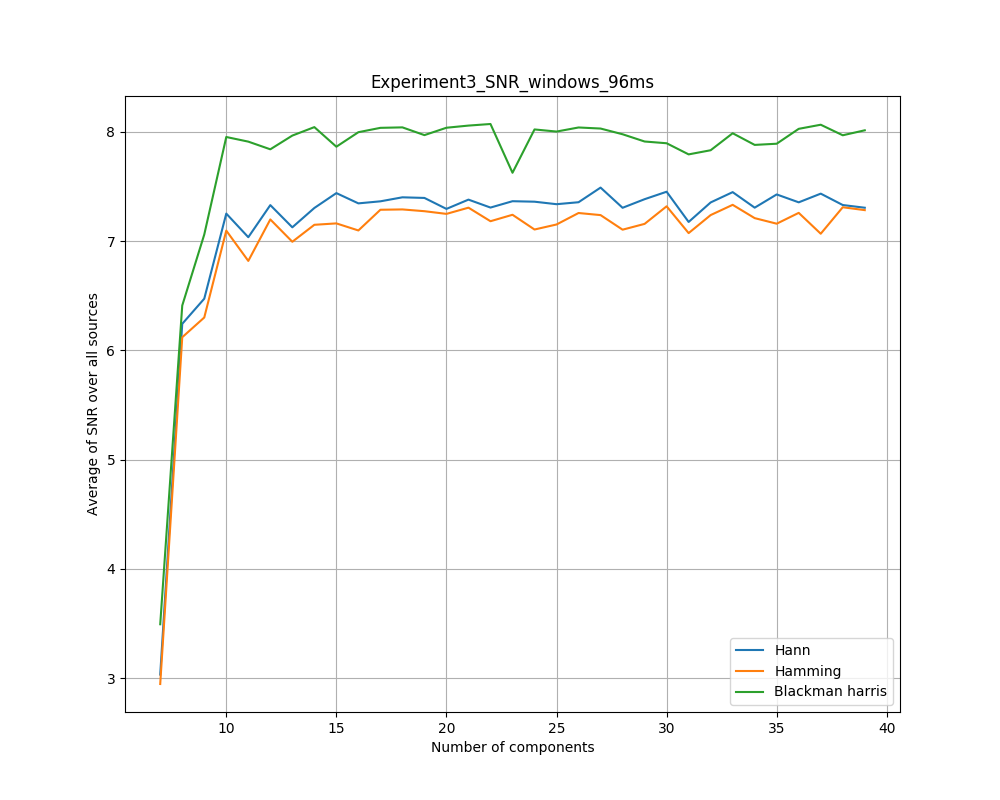 Experiment3_SNR_windows_96ms
Average of SNR over all sources
8
7
6
5
4
3
Hann
Hamming
Blackman harris
10 15 20 25 30 35 40
Number of components